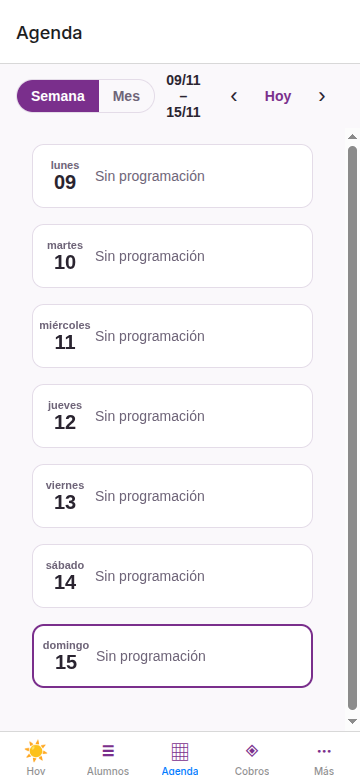 Agenda
Semana
Mes
09/11
–
15/11
‹
Hoy
›
lunes
09
Sin programación
martes
10
Sin programación
miércoles
11
Sin programación
jueves
12
Sin programación
viernes
13
Sin programación
sábado
14
Sin programación
domingo
15
Sin programación
Hoy
Alumnos
Agenda
Cobros
Más